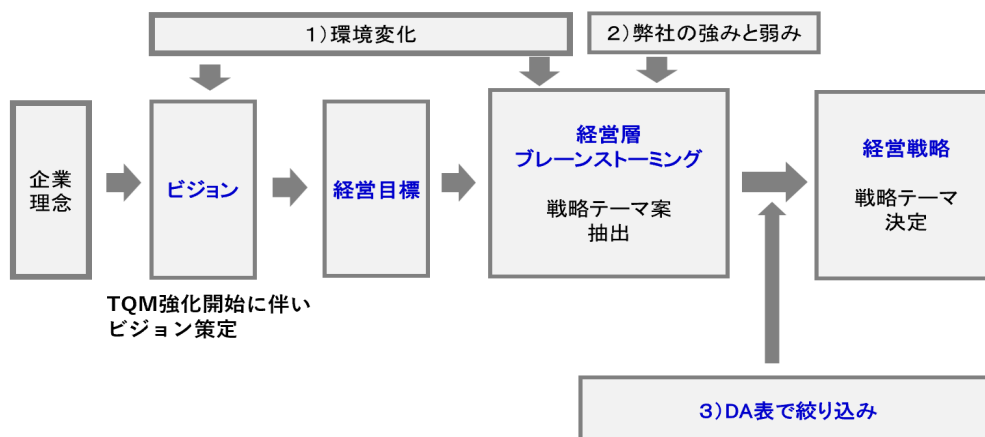 1）環境変化
2）弊社の強みと弱み
企業
理念
ビジョン
経営目標
経営層
ブレーンストーミング
戦略テーマ案
抽出
経営戦略
戦略テーマ
決定
TQM強化開始に伴い
ビジョン策定
3）DA表で絞り込み